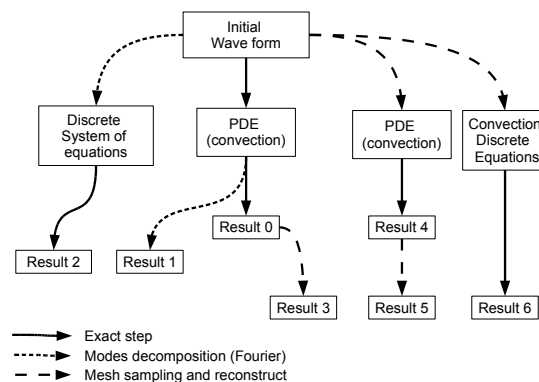 Initial
Wave form
Discrete
System of
equations
PDE
(convection)
PDE
(convection)
Convection
Discrete
Equations
Result 0
Result 4
Result 2
Result 1
Result 3
Result 5
Result 6
Exact step
Modes decomposition (Fourier)
Mesh sampling and reconstruct